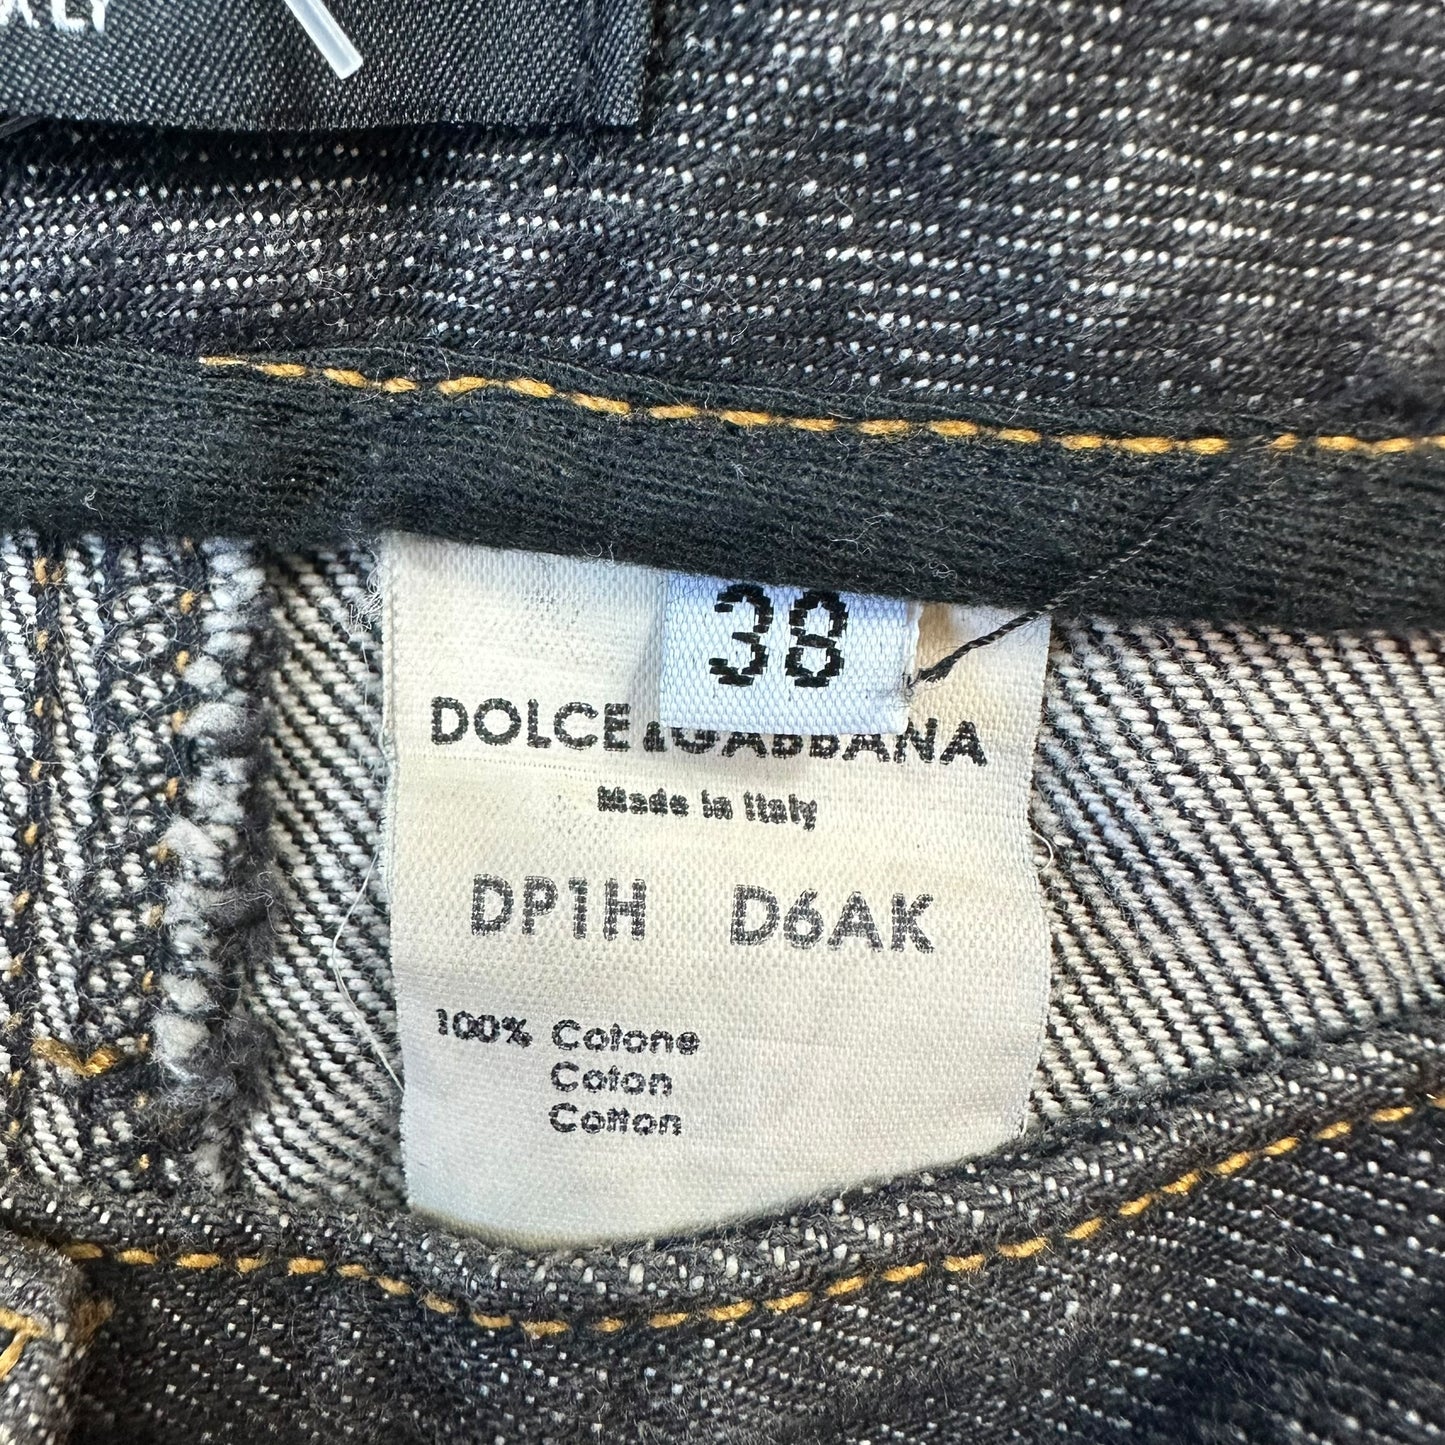 38
DOLCE & GABBANA
Made in Italy
DP1H D6AK
100% Cotone
Coton
Cotton